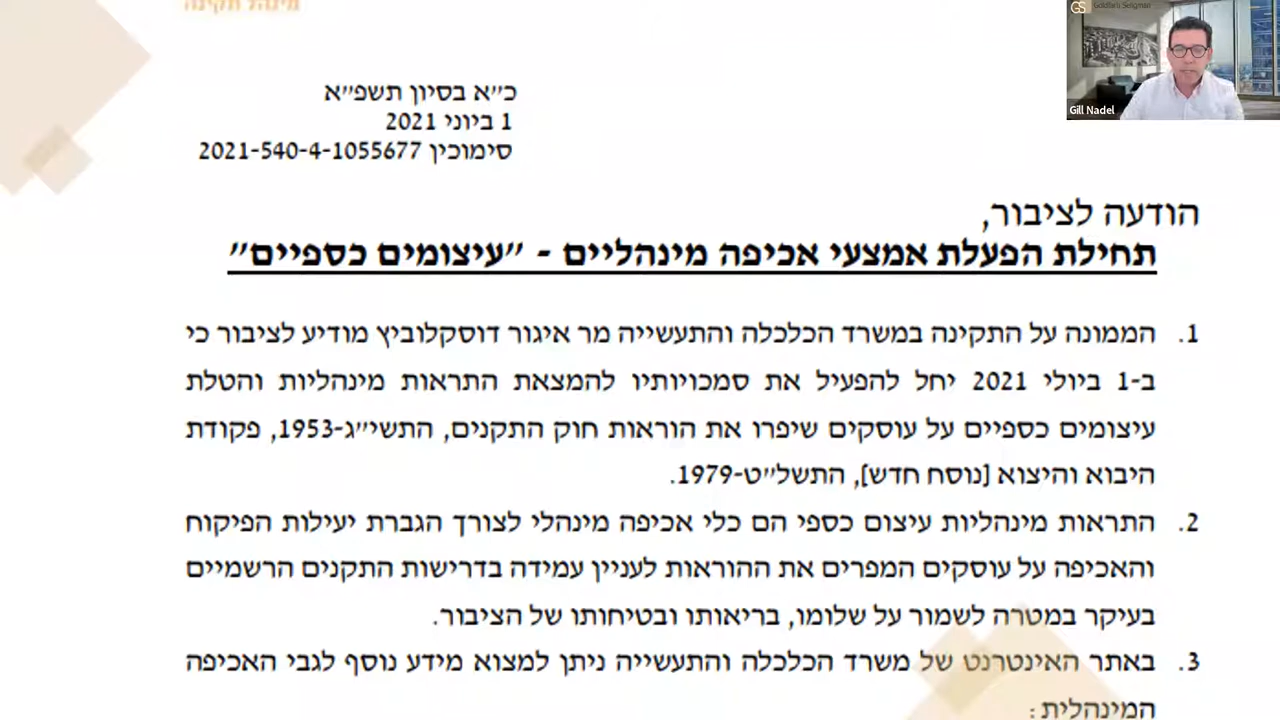 מינהל תקינה
GS Goldfarb Seligman
Gill Nadel
כ״א בסיון תשפ״א
1 ביוני 2021
סימוכין 2021-540-4-1055677
הודעה לציבור,
תחילת הפעלת אמצעי אכיפה מינהליים - ״עיצומים כספיים״
1. הממונה על התקינה במשרד הכלכלה והתעשייה מר איגור דוסקלוביץ מודיע לציבור כי
ב-1 ביולי 2021 יחל להפעיל את סמכויותיו להמצאת התראות מינהליות והטלת
עיצומים כספיים על עוסקים שיפרו את הוראות חוק התקנים, התשי״ג-1953, פקודת
היבוא והיצוא [נוסח חדש], התשל״ט-1979.
2. התראות מינהליות עיצום כספי הם כלי אכיפה מינהלי לצורך הגברת יעילות הפיקוח
והאכיפה על עוסקים המפרים את ההוראות לעניין עמידה בדרישות התקנים הרשמיים
בעיקר במטרה לשמור על שלומו, בריאותו ובטיחותו של הציבור.
3. באתר האינטרנט של משרד הכלכלה והתעשייה ניתן למצוא מידע נוסף לגבי האכיפה
המינהלית: